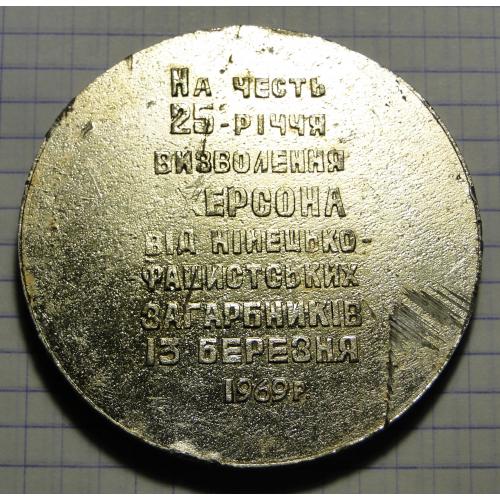 НА ЧЕСТЬ
25-РІЧЧЯ
ВИЗВОЛЕННЯ
ХЕРСОНА
ВІД НІМЕЦЬКО-
ФАШИСТСЬКИХ
ЗАГАРБНИКІВ
13 БЕРЕЗНЯ
1969 Р.